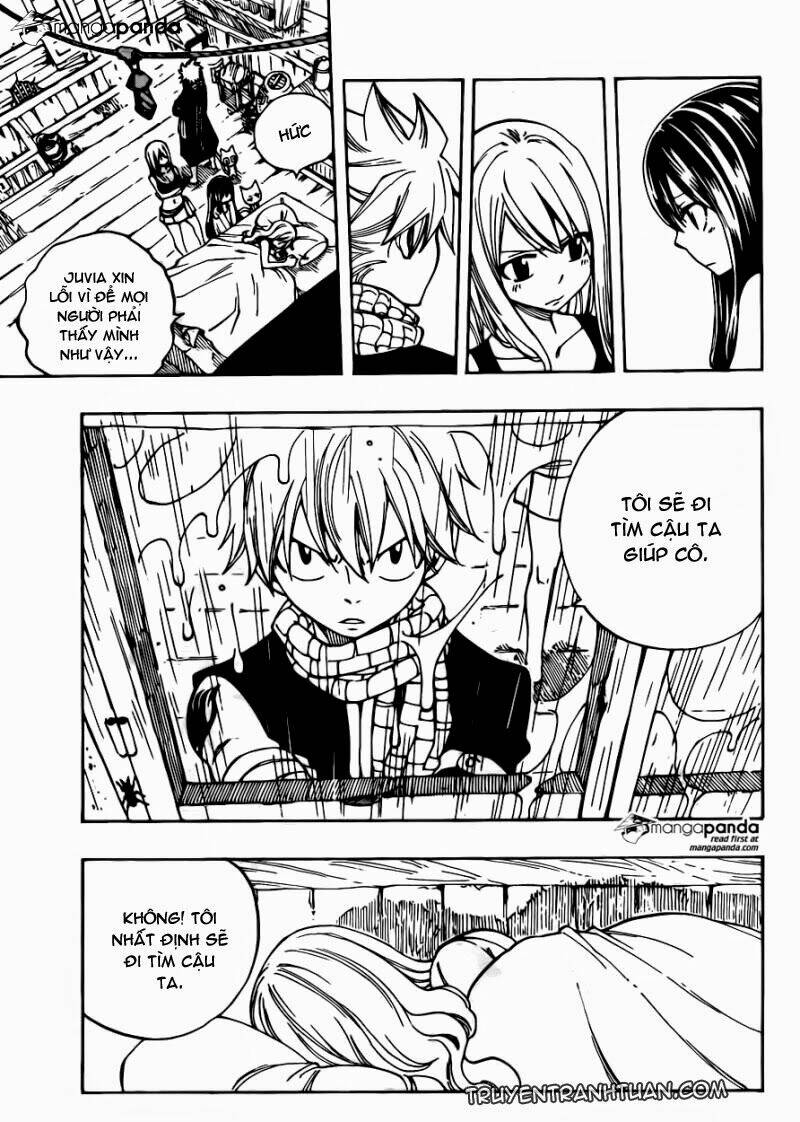 mangapanda
HỨC
JUVIA XIN
LỖI VÌ ĐỂ MỌI
NGƯỜI PHẢI
THẤY MÌNH
NHƯ VẬY...
TÔI SẼ ĐI
TÌM CẬU TA
GIÚP CÔ.
mangapanda
read first at
mangapanda.com
KHÔNG! TÔI
NHẤT ĐỊNH SẼ
ĐI TÌM CẬU
TA.
TRUYENTRANHTUAN.COM